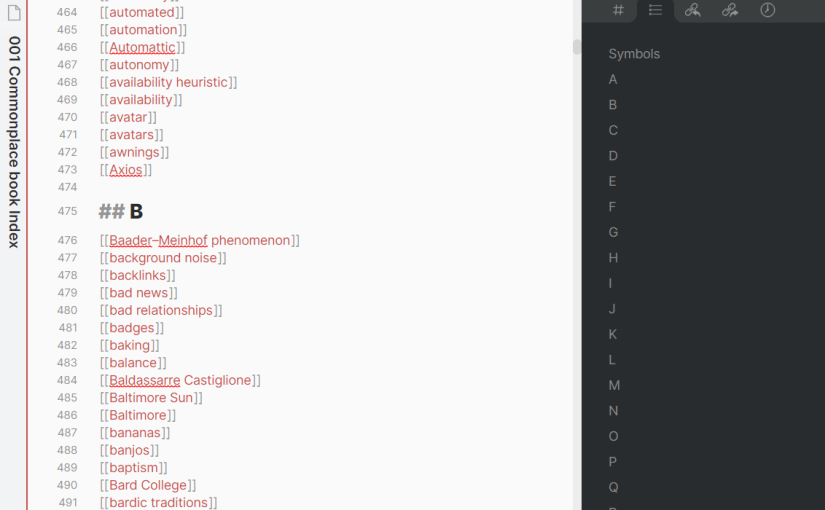 001 Commonplace book Index
464 [[automated]]
465 [[automation]]
466 [[Automattic]]
467 [[autonomy]]
468 [[availability heuristic]]
469 [[availability]]
470 [[avatar]]
471 [[avatars]]
472 [[awnings]]
473 [[Axios]]
474
475 ## B
476 [[Baader–Meinhof phenomenon]]
477 [[background noise]]
478 [[backlinks]]
479 [[bad news]]
480 [[bad relationships]]
481 [[badges]]
482 [[baking]]
483 [[balance]]
484 [[Baldassarre Castiglione]]
485 [[Baltimore Sun]]
486 [[Baltimore]]
487 [[bananas]]
488 [[banjos]]
489 [[baptism]]
490 [[Bard College]]
491 [[bardic traditions]]
Symbols
A
B
C
D
E
F
G
H
I
J
K
L
M
N
O
P
Q